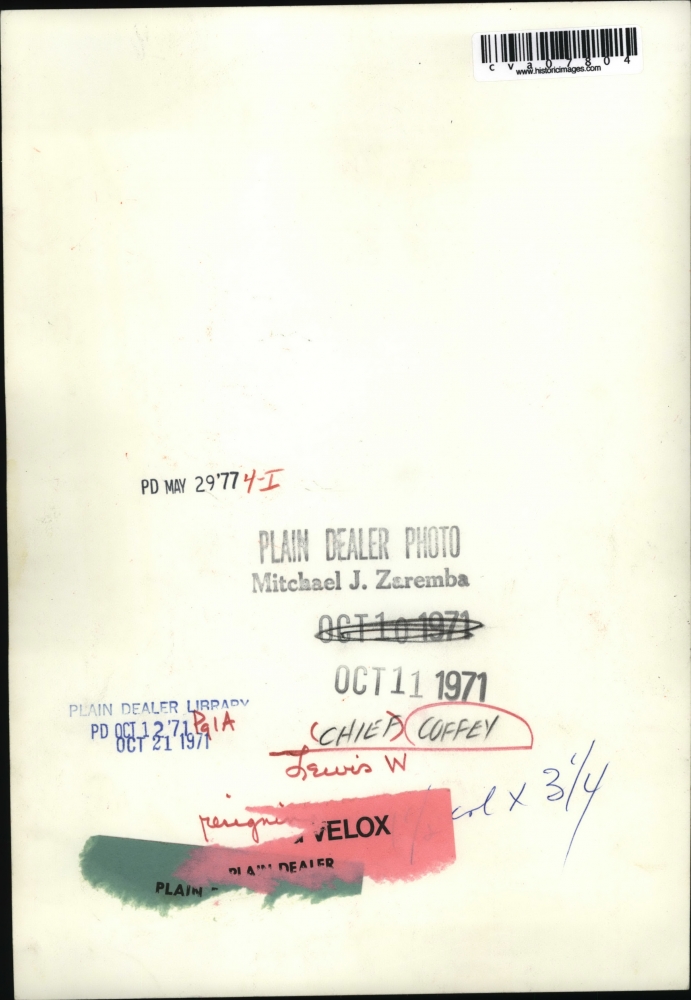 cva07804
www.historicimages.com
PD MAY 29'77 4-I
PLAIN DEALER PHOTO
Mitchael J. Zaremba
OCT 10 1971
OCT 11 1971
PLAIN DEALER LIBRARY
PD OCT 12 '71 Pg 1A
OCT 21 1971
(CHIEF) COFFEY
Lewis W
col x 3 1/4
VELOX
PLAIN DEALER
PLAIN